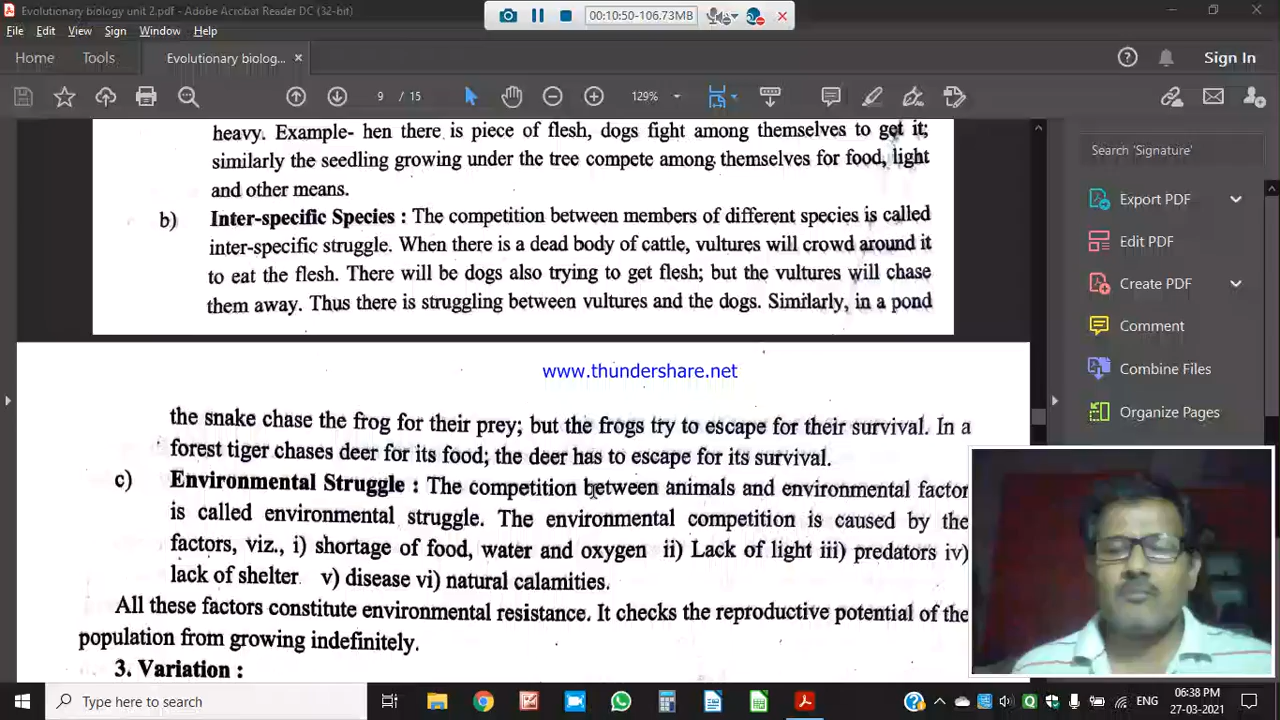 Evolutionary biology unit 2.pdf - Adobe Acrobat Reader DC (32-bit)
00:10:50-106.73MB
File Edit View Sign Window Help
Home Tools Evolutionary biolog... × Sign In
9 / 15 129%
heavy. Example- hen there is piece of flesh, dogs fight among themselves to get it;
similarly the seedling growing under the tree compete among themselves for food, light
and other means.
b) Inter-specific Species : The competition between members of different species is called
inter-specific struggle. When there is a dead body of cattle, vultures will crowd around it
to eat the flesh. There will be dogs also trying to get flesh; but the vultures will chase
them away. Thus there is struggling between vultures and the dogs. Similarly, in a pond
www.thundershare.net
the snake chase the frog for their prey; but the frogs try to escape for their survival. In a
forest tiger chases deer for its food; the deer has to escape for its survival.
c) Environmental Struggle : The competition between animals and environmental factor
is called environmental struggle. The environmental competition is caused by the
factors, viz., i) shortage of food, water and oxygen ii) Lack of light iii) predators iv)
lack of shelter v) disease vi) natural calamities.
All these factors constitute environmental resistance. It checks the reproductive potential of the
population from growing indefinitely.
3. Variation :
Search 'Signature'
Export PDF
Edit PDF
Create PDF
Comment
Combine Files
Organize Pages
Type here to search
ENG
06:38 PM
27-03-2021